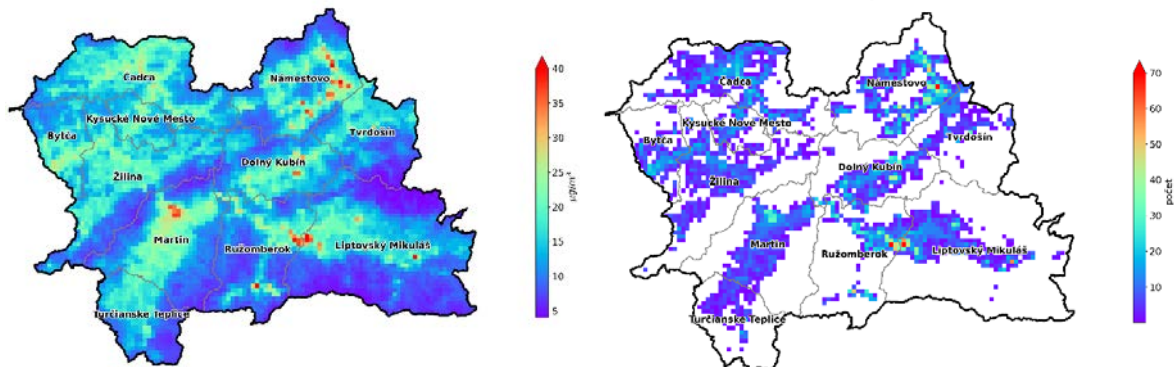 Čadca
Námestovo
Kysucké Nové Mesto
Tvrdošín
Bytča
Dolný Kubín
Žilina
Martin
Ružomberok
Liptovský Mikuláš
Turčianske Teplice
40
35
30
25
20
15
10
5
µg/m³
Čadca
Námestovo
Kysucké Nové Mesto
Tvrdošín
Bytča
Dolný Kubín
Žilina
Martin
Ružomberok
Liptovský Mikuláš
Turčianske Teplice
70
60
50
40
30
20
10
počet